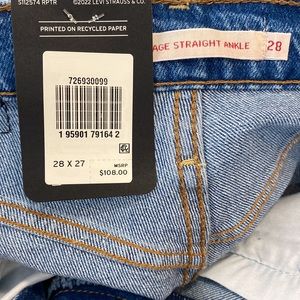 S112ST4 RPTR ©2022 LEVI STRAUSS & CO.
PRINTED ON RECYCLED PAPER
726930099
1 95901 79164 2
28 X 27
MSRP
$108.00
AGE STRAIGHT ANKLE 28